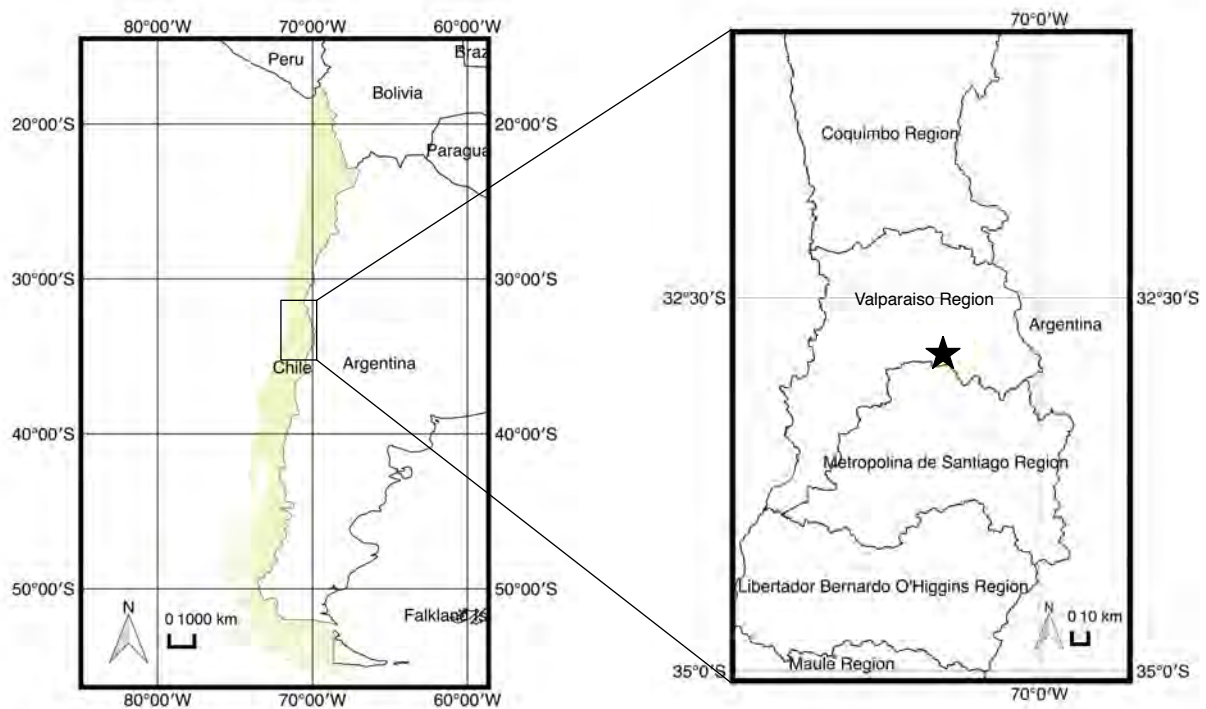 80°00'W 70°00'W 60°00'W
Peru
Braz
Bolivia
20°00'S
20°00'S
Paragua
30°00'S
30°00'S
Chile
Argentina
40°00'S
40°00'S
50°00'S
50°00'S
N
0 1000 km
80°00'W 70°00'W 60°00'W
70°0'W
Coquimbo Region
32°30'S
Valparaiso Region
32°30'S
Argentina
Metropolina de Santiago Region
Libertador Bernardo O'Higgins Region
N
0 10 km
Maule Region
35°0'S
35°0'S
70°0'W